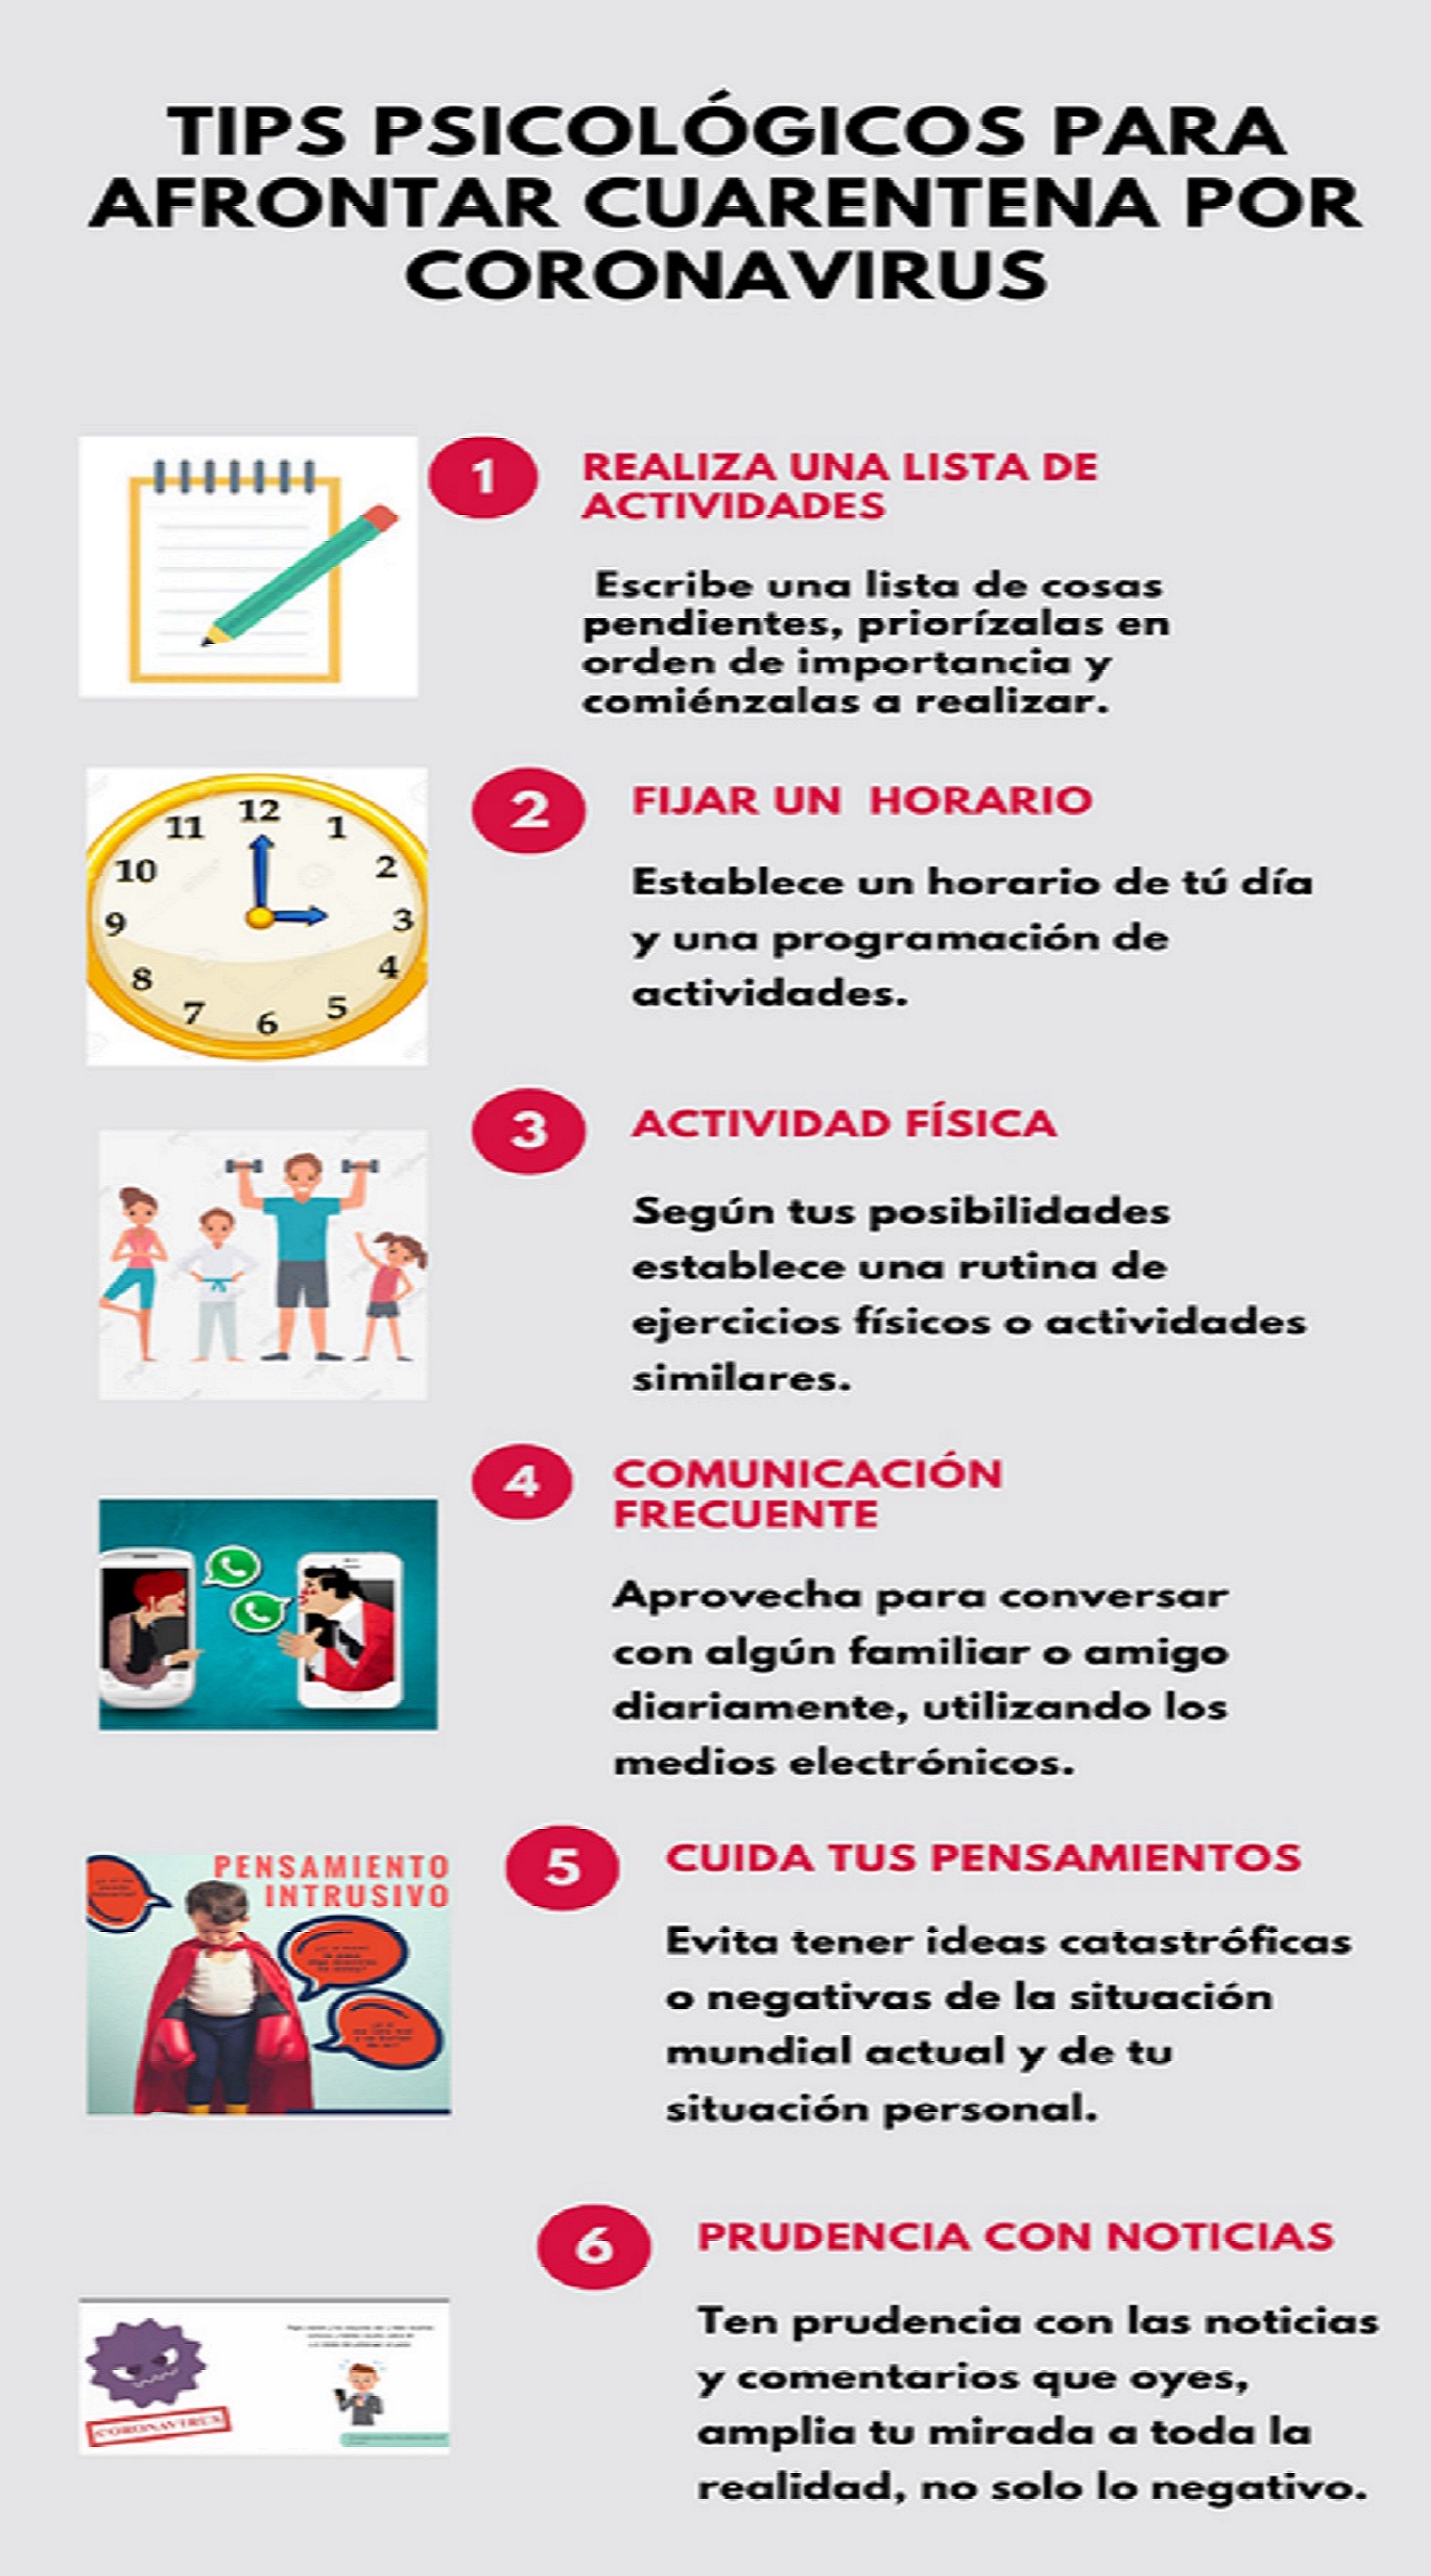 TIPS PSICOLÓGICOS PARA
AFRONTAR CUARENTENA POR
CORONAVIRUS
1
REALIZA UNA LISTA DE
ACTIVIDADES
Escribe una lista de cosas
pendientes, priorízalas en
orden de importancia y
comiénzalas a realizar.
12
11
1
10
2
9
3
8
4
7
5
6
2
FIJAR UN HORARIO
Establece un horario de tú día
y una programación de
actividades.
3
ACTIVIDAD FÍSICA
Según tus posibilidades
establece una rutina de
ejercicios físicos o actividades
similares.
4
COMUNICACIÓN
FRECUENTE
Aprovecha para conversar
con algún familiar o amigo
diariamente, utilizando los
medios electrónicos.
PENSAMIENTO
INTRUSIVO
5
CUIDA TUS PENSAMIENTOS
Evita tener ideas catastróficas
o negativas de la situación
mundial actual y de tu
situación personal.
6
PRUDENCIA CON NOTICIAS
Ten prudencia con las noticias
y comentarios que oyes,
amplia tu mirada a toda la
realidad, no solo lo negativo.
CORONAVIRUS